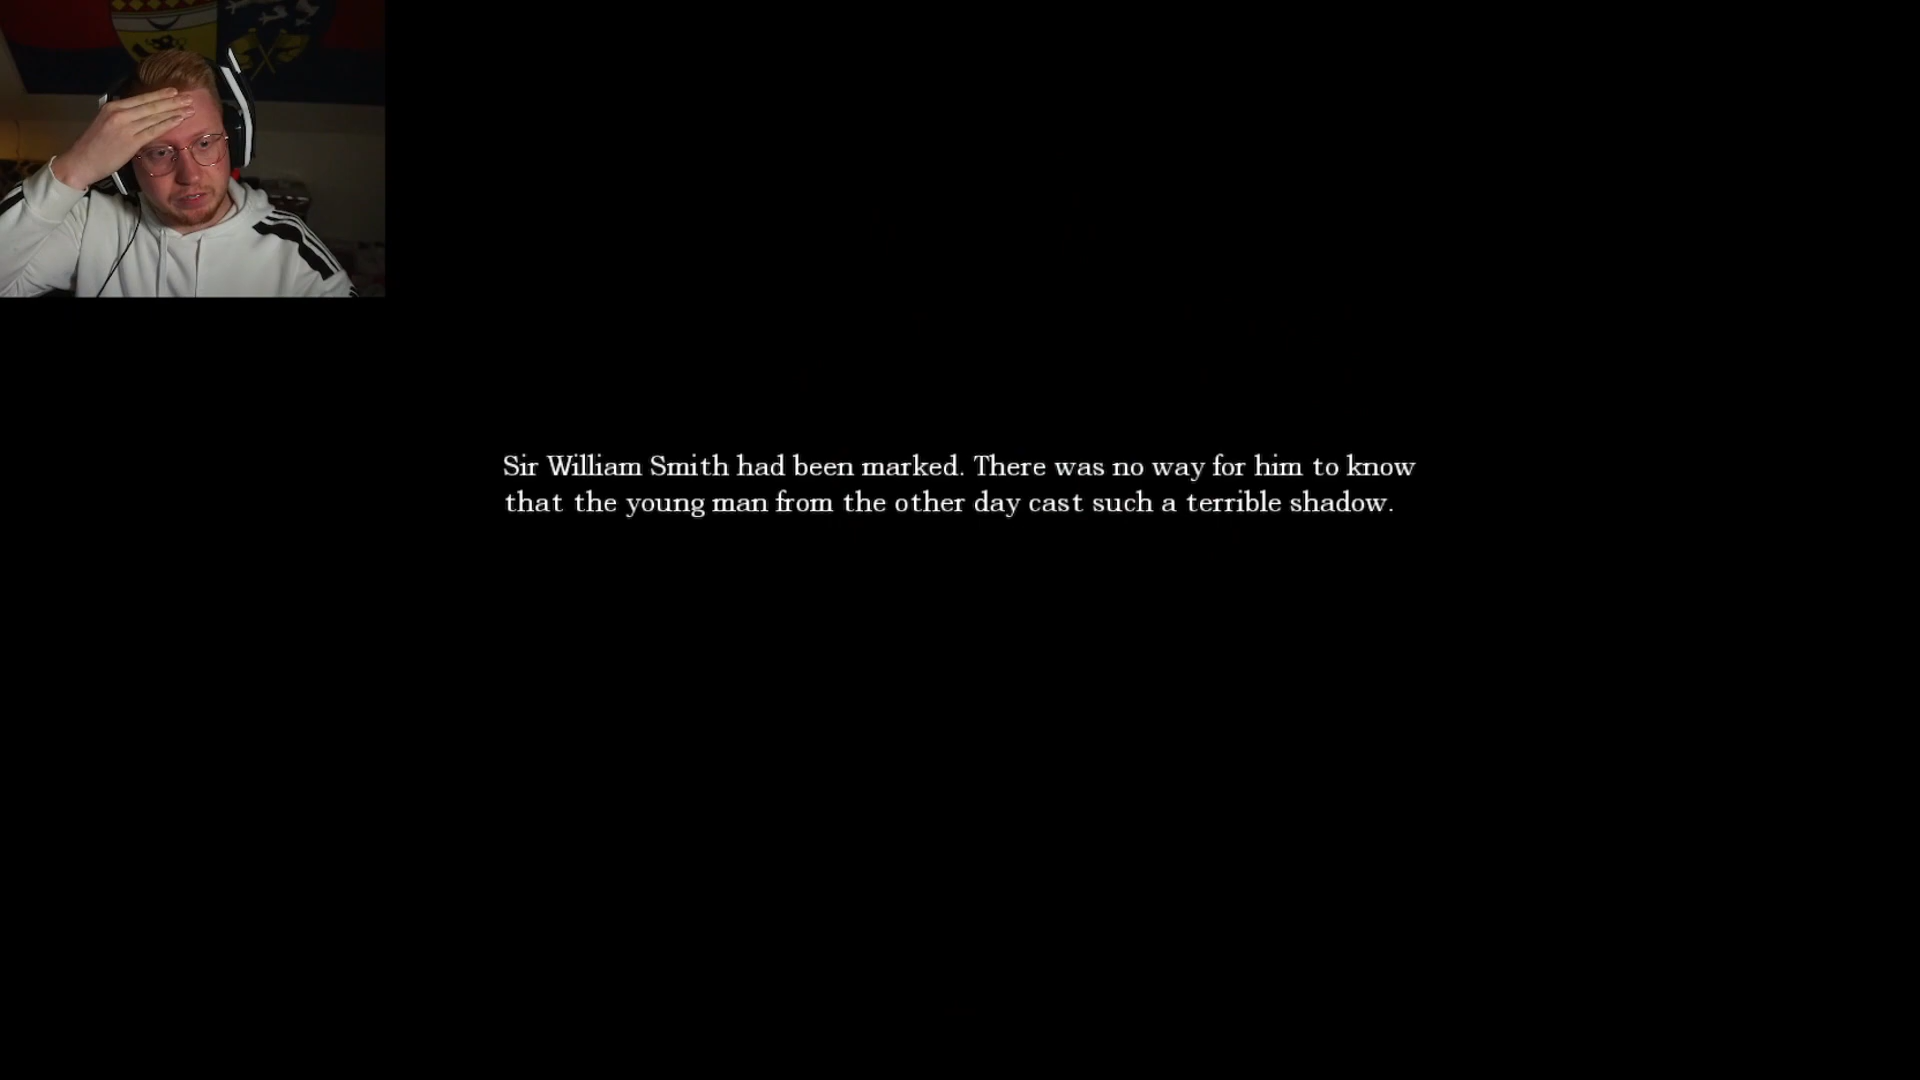 Sir William Smith had been marked. There was no way for him to know
that the young man from the other day cast such a terrible shadow.